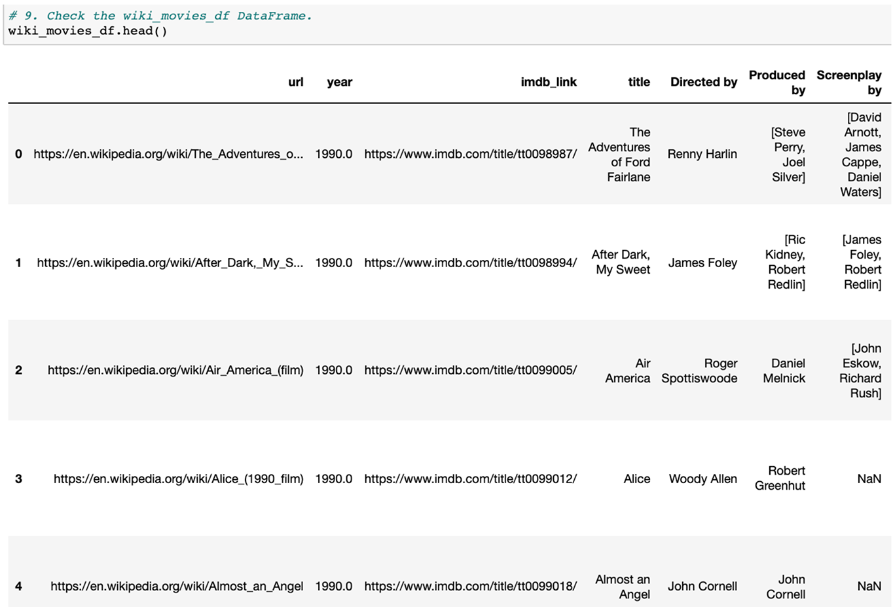 # 9. Check the wiki_movies_df DataFrame.
wiki_movies_df.head()
url year imdb_link title Directed by Produced by Screenplay by
0 https://en.wikipedia.org/wiki/The_Adventures_o... 1990.0 https://www.imdb.com/title/tt0098987/ The Adventures of Ford Fairlane Renny Harlin [Steve Perry, Joel Silver] [David Arnott, James Cappe, Daniel Waters]
1 https://en.wikipedia.org/wiki/After_Dark,_My_S... 1990.0 https://www.imdb.com/title/tt0098994/ After Dark, My Sweet James Foley [Ric Kidney, Robert Redlin] [James Foley, Robert Redlin]
2 https://en.wikipedia.org/wiki/Air_America_(film) 1990.0 https://www.imdb.com/title/tt0099005/ Air America Roger Spottiswoode Daniel Melnick [John Eskow, Richard Rush]
3 https://en.wikipedia.org/wiki/Alice_(1990_film) 1990.0 https://www.imdb.com/title/tt0099012/ Alice Woody Allen Robert Greenhut NaN
4 https://en.wikipedia.org/wiki/Almost_an_Angel 1990.0 https://www.imdb.com/title/tt0099018/ Almost an Angel John Cornell John Cornell NaN